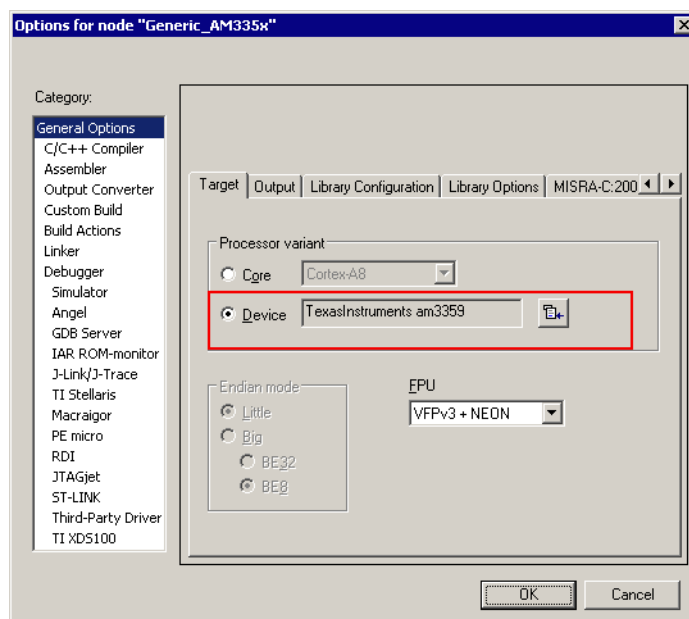 Options for node "Generic_AM335x"
Category:
General Options
C/C++ Compiler
Assembler
Output Converter
Custom Build
Build Actions
Linker
Debugger
Simulator
Angel
GDB Server
IAR ROM-monitor
J-Link/J-Trace
TI Stellaris
Macraigor
PE micro
RDI
JTAGjet
ST-LINK
Third-Party Driver
TI XDS100
Target Output Library Configuration Library Options MISRA-C:200
Processor variant
Core Cortex-A8
Device TexasInstruments am3359
Endian mode
Little
Big
BE32
BE8
FPU
VFPv3 + NEON
OK Cancel